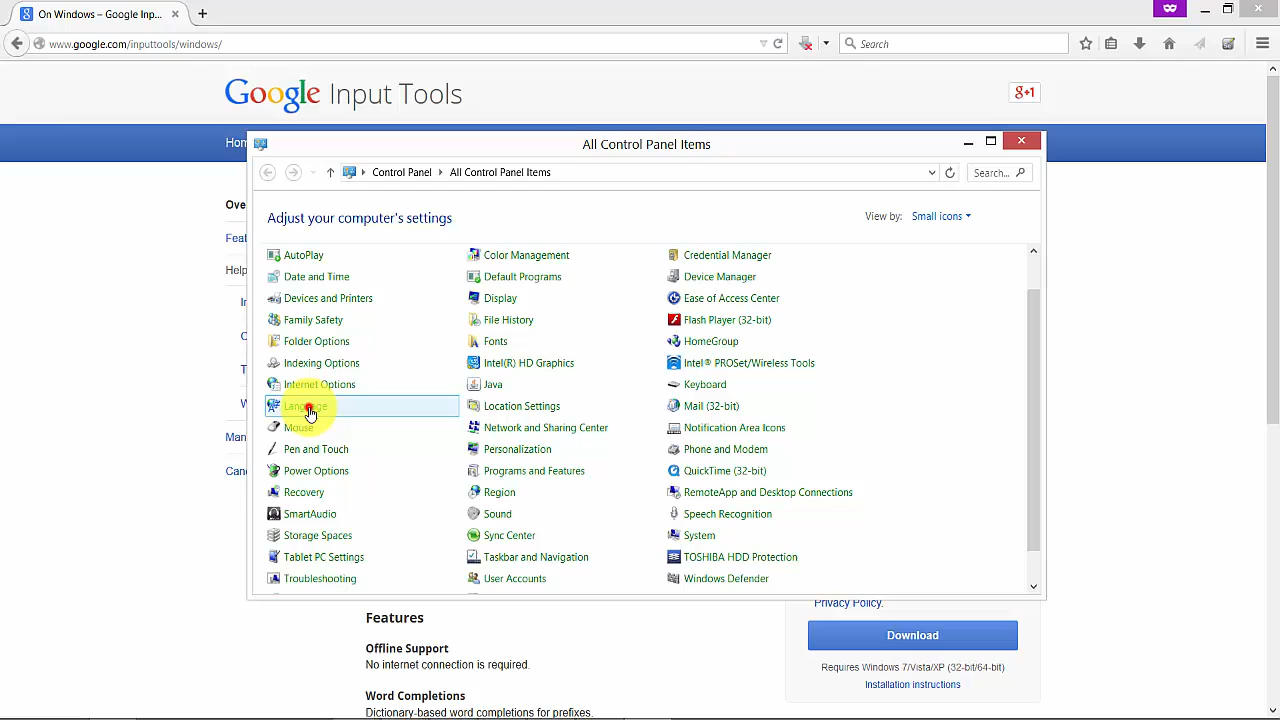 On Windows – Google Inp...
www.google.com/inputtools/windows/
Search
Google Input Tools
g+1
All Control Panel Items
Control Panel
All Control Panel Items
Search...
Adjust your computer's settings
View by: Small icons
AutoPlay
Color Management
Credential Manager
Date and Time
Default Programs
Device Manager
Devices and Printers
Display
Ease of Access Center
Family Safety
File History
Flash Player (32-bit)
Folder Options
Fonts
HomeGroup
Indexing Options
Intel(R) HD Graphics
Intel® PROSet/Wireless Tools
Internet Options
Java
Keyboard
Language
Location Settings
Mail (32-bit)
Mouse
Network and Sharing Center
Notification Area Icons
Pen and Touch
Personalization
Phone and Modem
Power Options
Programs and Features
QuickTime (32-bit)
Recovery
Region
RemoteApp and Desktop Connections
SmartAudio
Sound
Speech Recognition
Storage Spaces
Sync Center
System
Tablet PC Settings
Taskbar and Navigation
TOSHIBA HDD Protection
Troubleshooting
User Accounts
Windows Defender
Help
Privacy Policy.
Features
Download
Offline Support
No internet connection is required.
Requires Windows 7/Vista/XP (32-bit/64-bit)
Installation instructions
Word Completions
Dictionary-based word completions for prefixes.